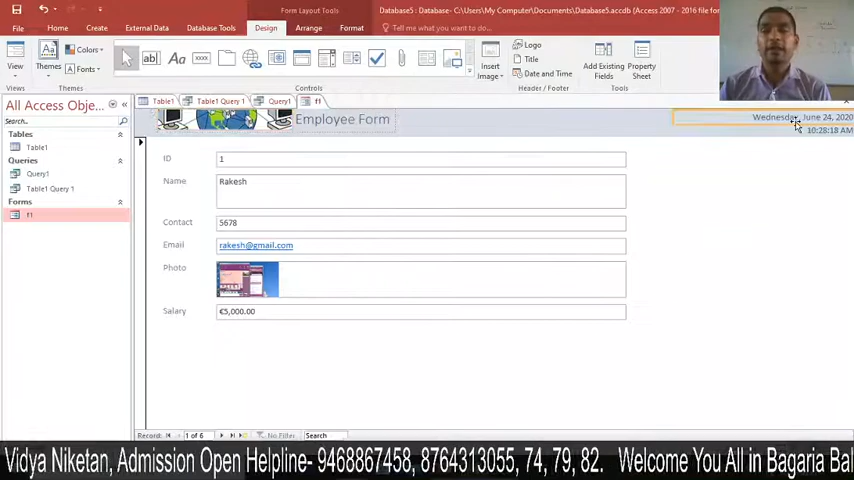 Form Layout Tools
Database5 : Database- C:\Users\My Computer\Documents\Database5.accdb (Access 2007 - 2016 file for
File Home Create External Data Database Tools Design Arrange Format Tell me what you want to do...
View
Views
Themes
Colors
Fonts
Themes
Aa
ab|
Aa
xxxx
Controls
Insert Image
Logo
Title
Date and Time
Header / Footer
Add Existing Fields
Property Sheet
Tools
All Access Obje...
Search...
Tables
Table1
Queries
Query1
Table1 Query 1
Forms
f1
Table1 Table1 Query 1 Query1 f1
Employee Form
Wednesday, June 24, 2020
10:28:18 AM
ID 1
Name Rakesh
Contact 5678
Email rakesh@gmail.com
Photo
Salary €5,000.00
Record: 1 of 6 No Filter Search
Vidya Niketan, Admission Open Helpline- 9468867458, 8764313055, 74, 79, 82. Welcome You All in Bagaria Bal